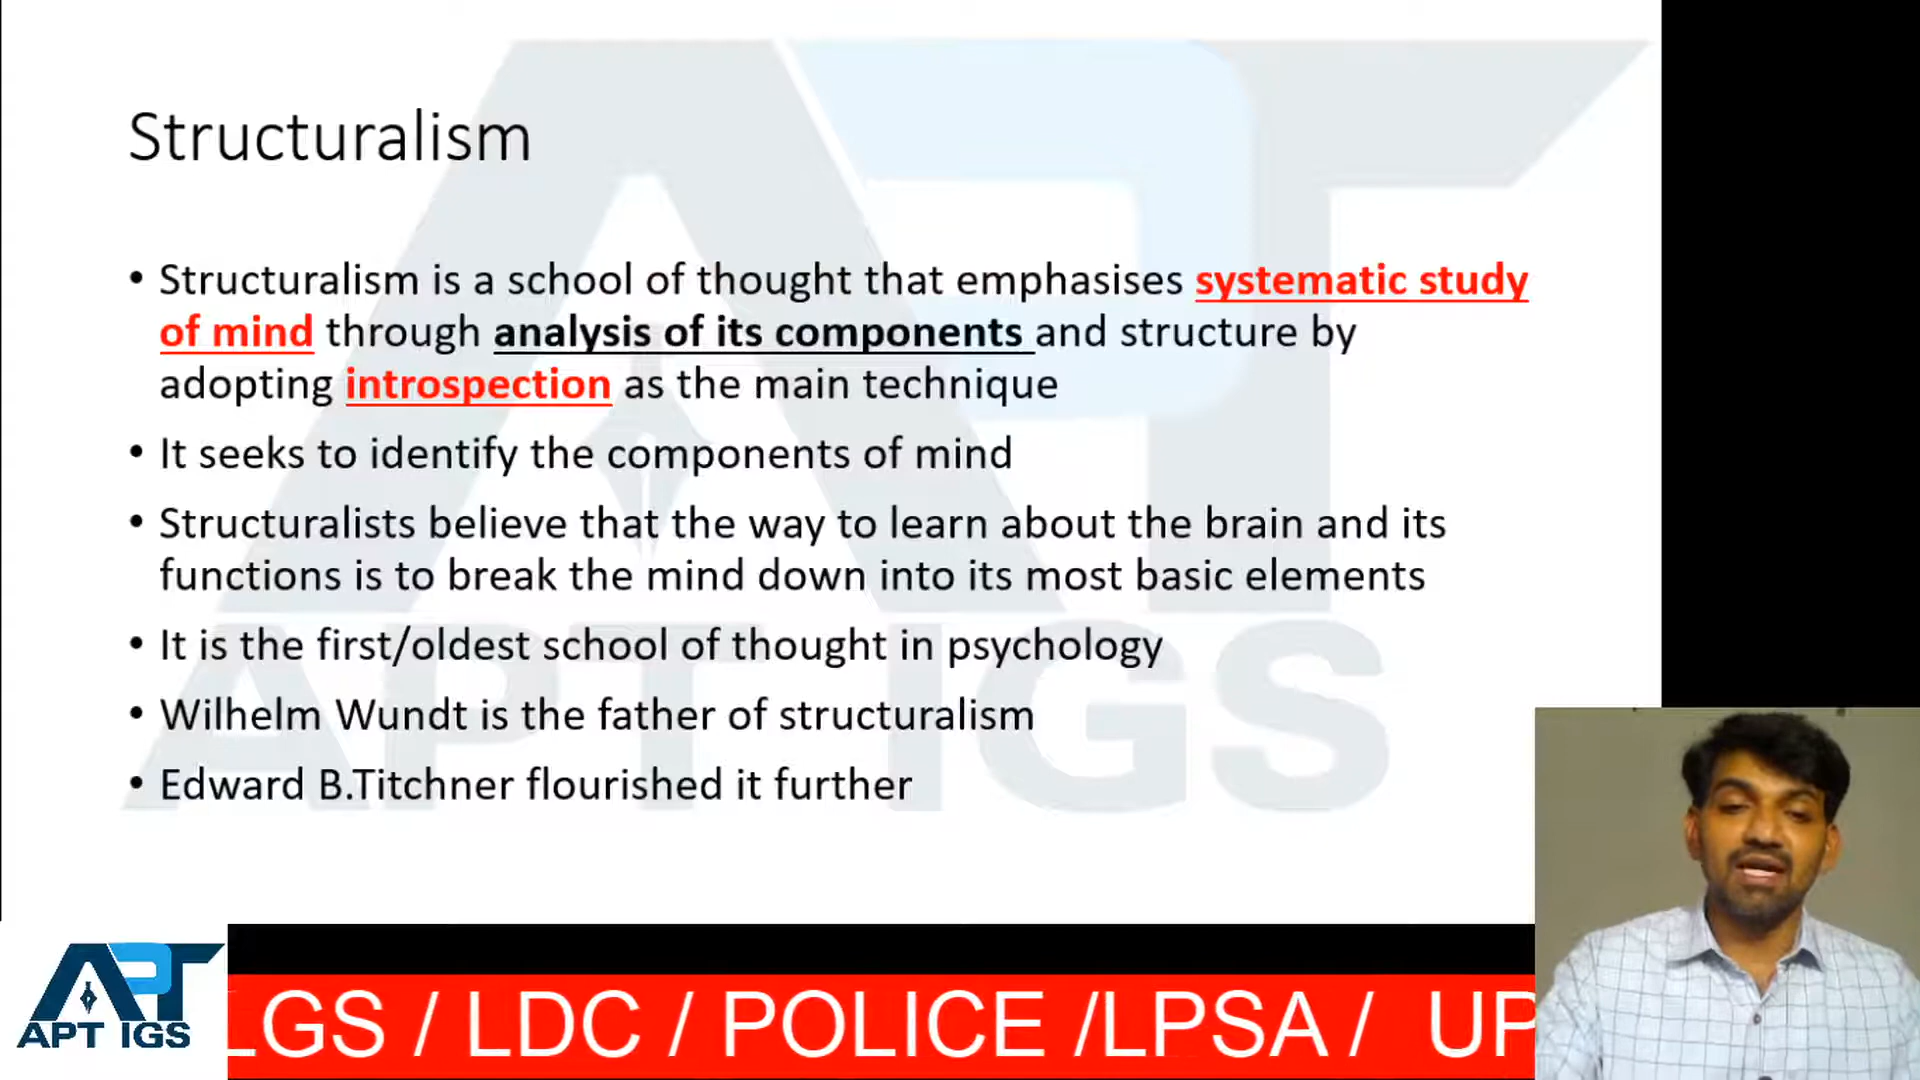 Structuralism
• Structuralism is a school of thought that emphasises systematic study
of mind through analysis of its components and structure by
adopting introspection as the main technique
• It seeks to identify the components of mind
• Structuralists believe that the way to learn about the brain and its
functions is to break the mind down into its most basic elements
• It is the first/oldest school of thought in psychology
• Wilhelm Wundt is the father of structuralism
• Edward B.Titchner flourished it further
APT IGS
APT
APT IGS
LGS / LDC / POLICE /LPSA / UP